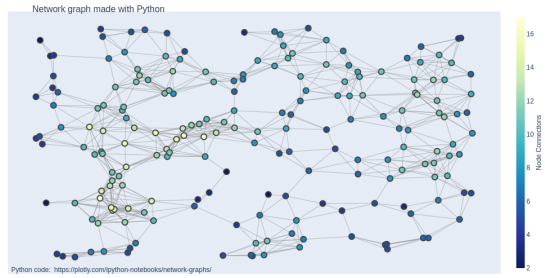 Network graph made with Python
16
14
12
10
8
6
4
2
Node Connections
Python code: https://plotly.com/ipython-notebooks/network-graphs/